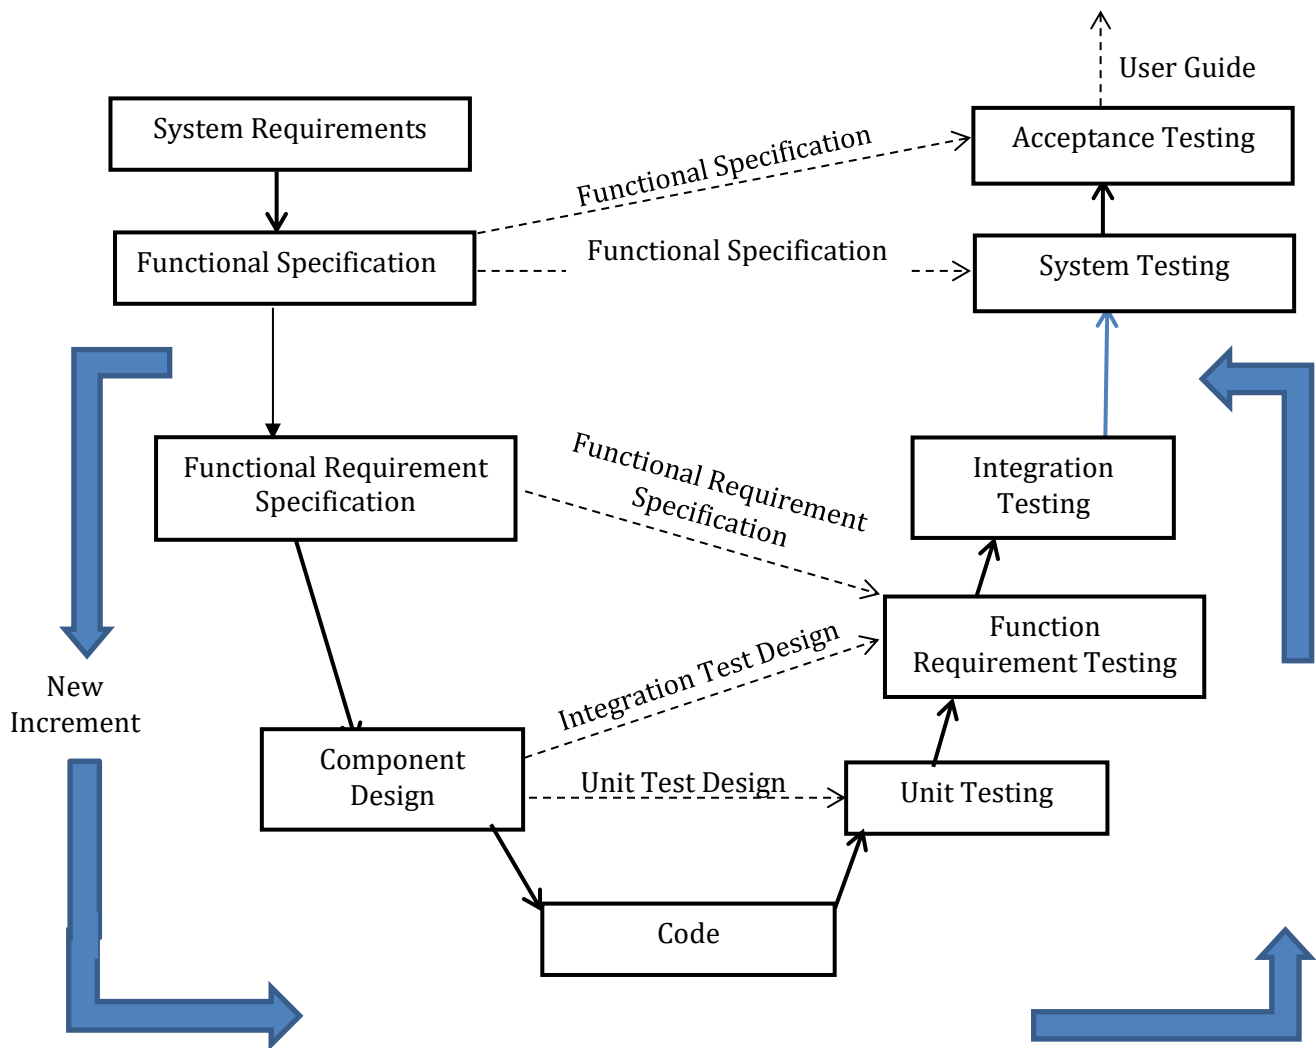 User Guide
System Requirements
Functional Specification
Acceptance Testing
Functional Specification
Functional Specification
System Testing
Functional Requirement
Specification
Functional Requirement
Specification
Integration
Testing
Function
Requirement Testing
New
Increment
Integration Test Design
Component
Design
Unit Test Design
Unit Testing
Code